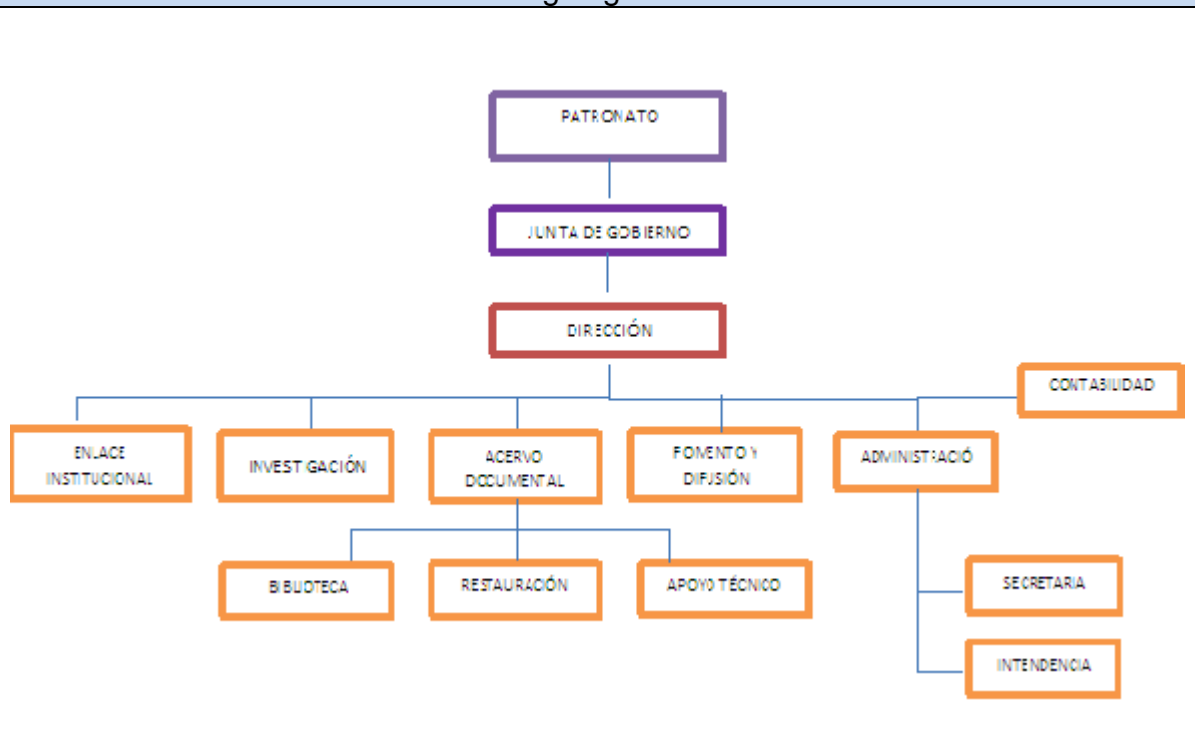 PATRONATO
JUNTA DE GOBIERNO
DIRECCIÓN
CONTABILIDAD
ENLACE
INSTITUCIONAL
INVESTIGACIÓN
ACERVO
DOCUMENTAL
FOMENTO Y
DIFUSIÓN
ADMINISTRACIÓ
BIBLIOTECA
RESTAURACIÓN
APOYO TÉCNICO
SECRETARIA
INTENDENCIA